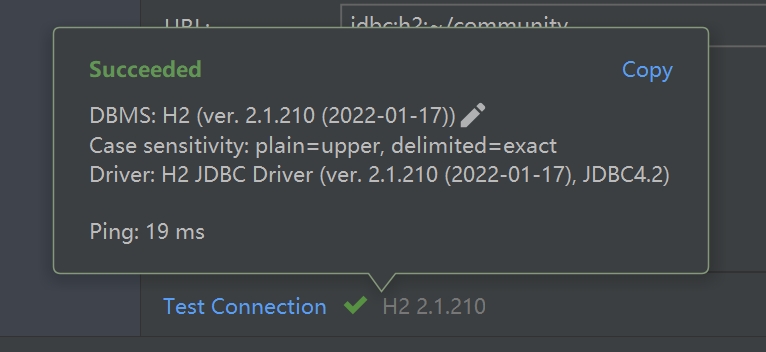 URL:
jdbc:h2:~/community
Succeeded
Copy
DBMS: H2 (ver. 2.1.210 (2022-01-17))
Case sensitivity: plain=upper, delimited=exact
Driver: H2 JDBC Driver (ver. 2.1.210 (2022-01-17), JDBC4.2)
Ping: 19 ms
Test Connection
H2 2.1.210